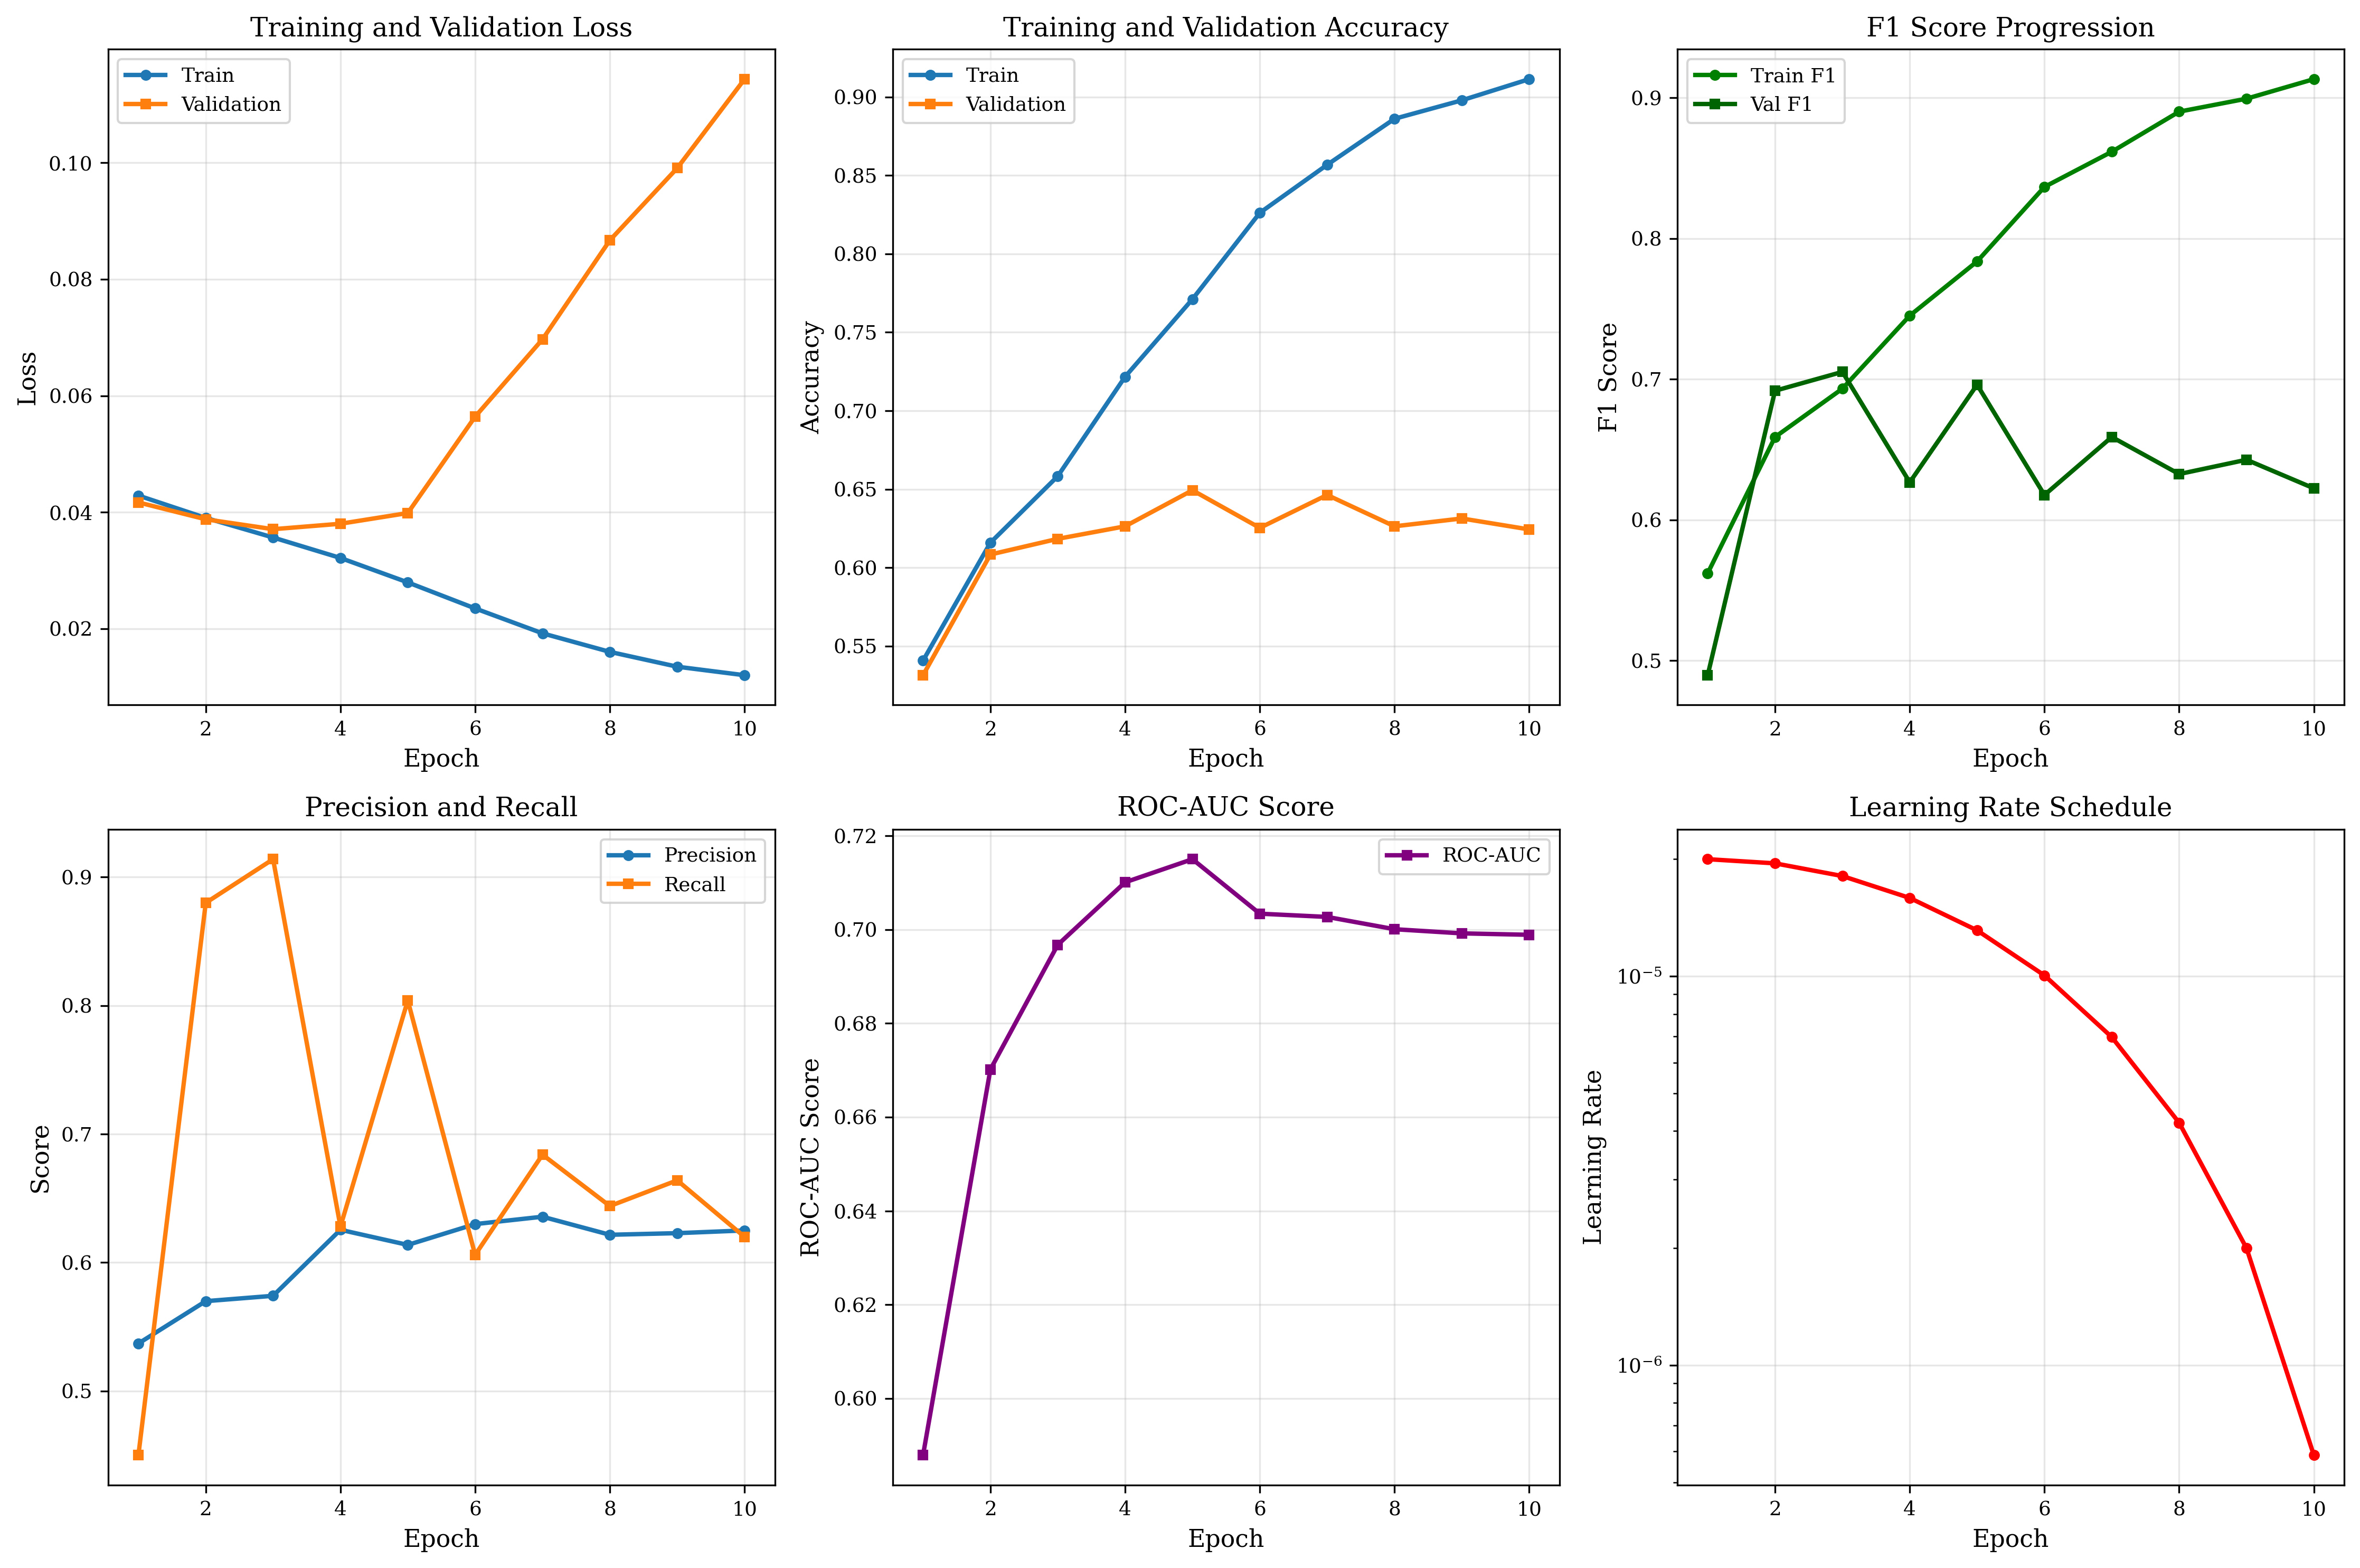 Training and Validation Loss
Train
Validation
0.10
0.08
0.06
0.04
0.02
Loss
2 4 6 8 10
Epoch
Training and Validation Accuracy
Train
Validation
0.90
0.85
0.80
0.75
0.70
0.65
0.60
0.55
Accuracy
2 4 6 8 10
Epoch
F1 Score Progression
Train F1
Val F1
0.9
0.8
0.7
0.6
0.5
F1 Score
2 4 6 8 10
Epoch
Precision and Recall
Precision
Recall
0.9
0.8
0.7
0.6
0.5
Score
2 4 6 8 10
Epoch
ROC-AUC Score
ROC-AUC
0.72
0.70
0.68
0.66
0.64
0.62
0.60
ROC-AUC Score
2 4 6 8 10
Epoch
Learning Rate Schedule
10⁻⁵
10⁻⁶
Learning Rate
2 4 6 8 10
Epoch